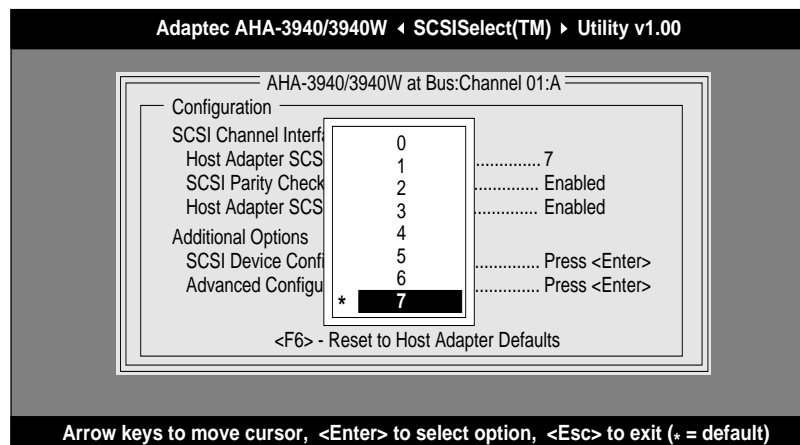 Adaptec AHA-3940/3940W ◂ SCSISelect(TM) ▸ Utility v1.00
AHA-3940/3940W at Bus:Channel 01:A
Configuration
SCSI Channel Interfa
Host Adapter SCS .............. 7
SCSI Parity Check .............. Enabled
Host Adapter SCS .............. Enabled
Additional Options
SCSI Device Confi .............. Press <Enter>
Advanced Configu .............. Press <Enter>
0
1
2
3
4
5
6
* 7
<F6> - Reset to Host Adapter Defaults
Arrow keys to move cursor, <Enter> to select option, <Esc> to exit (* = default)